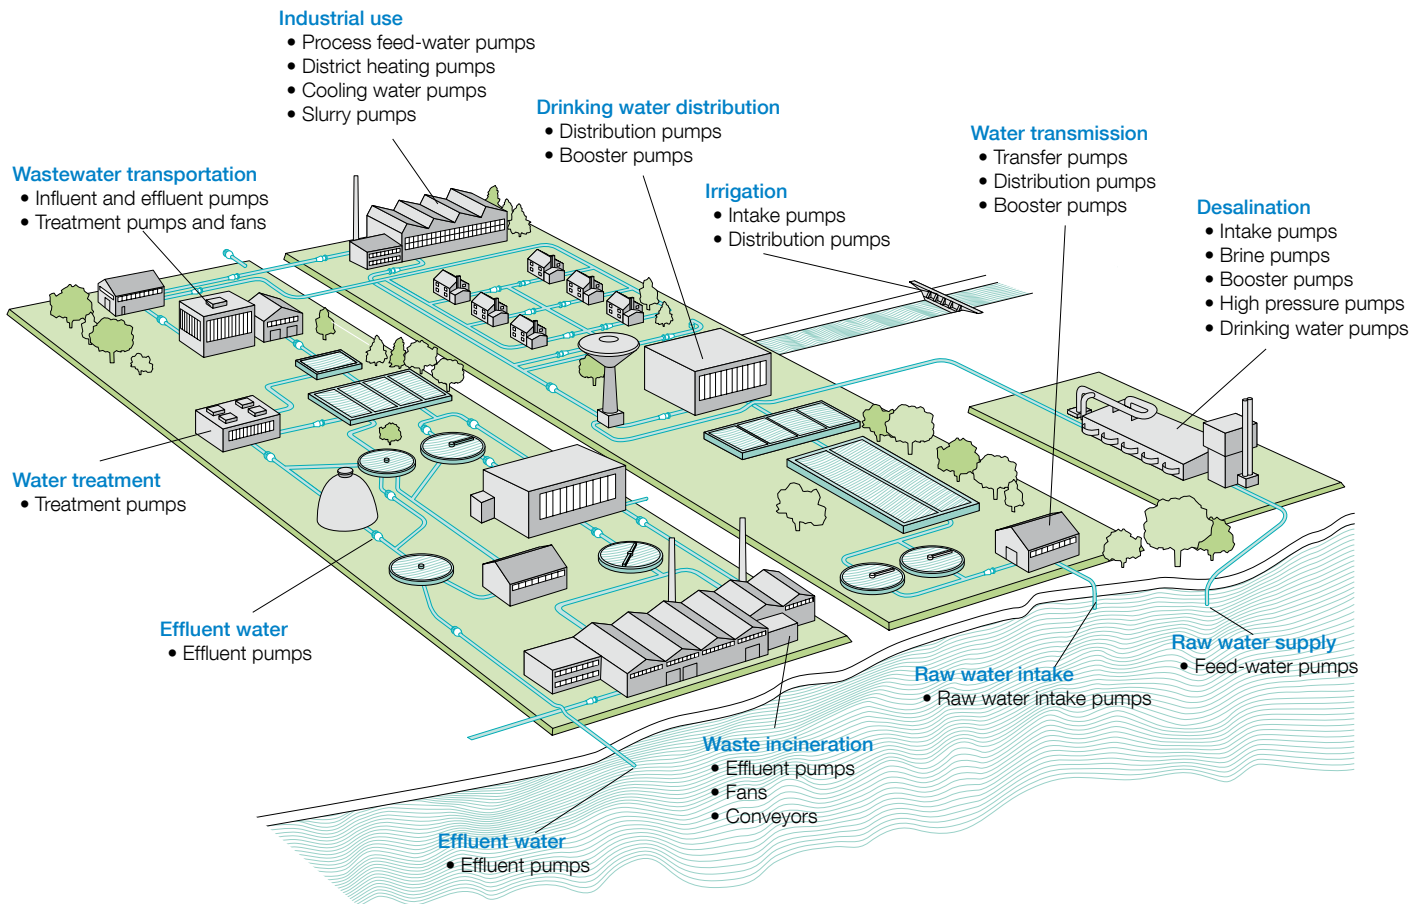 Industrial use
• Process feed-water pumps
• District heating pumps
• Cooling water pumps
• Slurry pumps
Drinking water distribution
• Distribution pumps
• Booster pumps
Water transmission
• Transfer pumps
• Distribution pumps
• Booster pumps
Wastewater transportation
• Influent and effluent pumps
• Treatment pumps and fans
Irrigation
• Intake pumps
• Distribution pumps
Desalination
• Intake pumps
• Brine pumps
• Booster pumps
• High pressure pumps
• Drinking water pumps
Water treatment
• Treatment pumps
Effluent water
• Effluent pumps
Raw water supply
• Feed-water pumps
Raw water intake
• Raw water intake pumps
Waste incineration
• Effluent pumps
• Fans
• Conveyors
Effluent water
• Effluent pumps